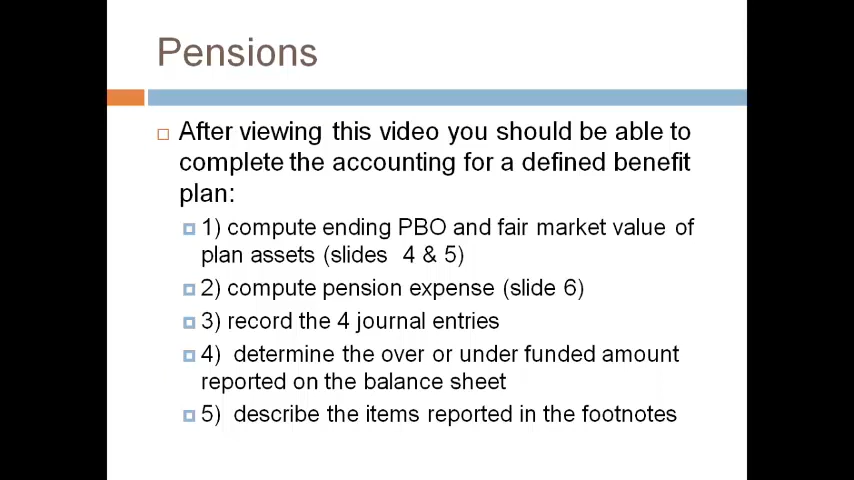 Pensions
After viewing this video you should be able to
complete the accounting for a defined benefit
plan:
1) compute ending PBO and fair market value of
plan assets (slides 4 & 5)
2) compute pension expense (slide 6)
3) record the 4 journal entries
4) determine the over or under funded amount
reported on the balance sheet
5) describe the items reported in the footnotes